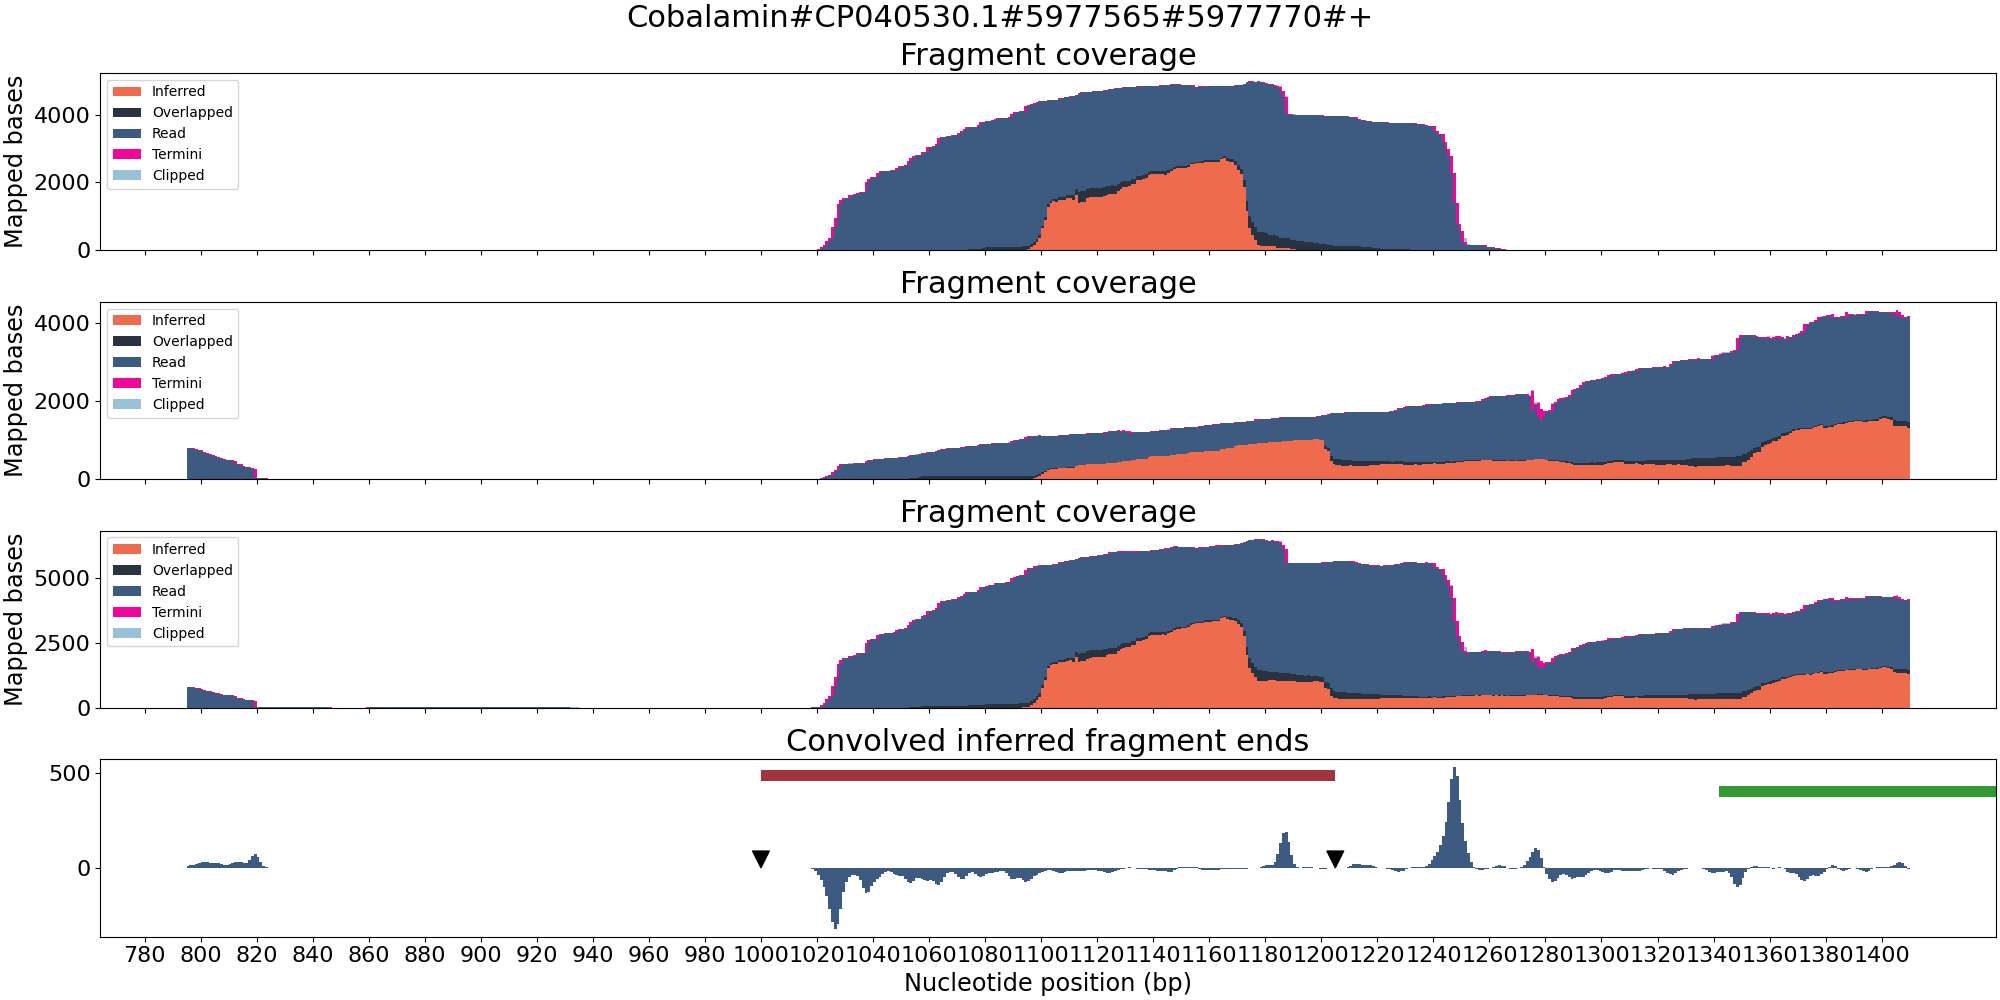 Cobalamin#CP040530.1#5977565#5977770#+
Fragment coverage
Mapped bases
4000
2000
0
Inferred
Overlapped
Read
Termini
Clipped
Fragment coverage
Mapped bases
4000
2000
0
Inferred
Overlapped
Read
Termini
Clipped
Fragment coverage
Mapped bases
5000
2500
0
Inferred
Overlapped
Read
Termini
Clipped
Convolved inferred fragment ends
500
0
780 800 820 840 860 880 900 920 940 960 980 1000 1020 1040 1060 1080 1100 1120 1140 1160 1180 1200 1220 1240 1260 1280 1300 1320 1340 1360 1380 1400
Nucleotide position (bp)